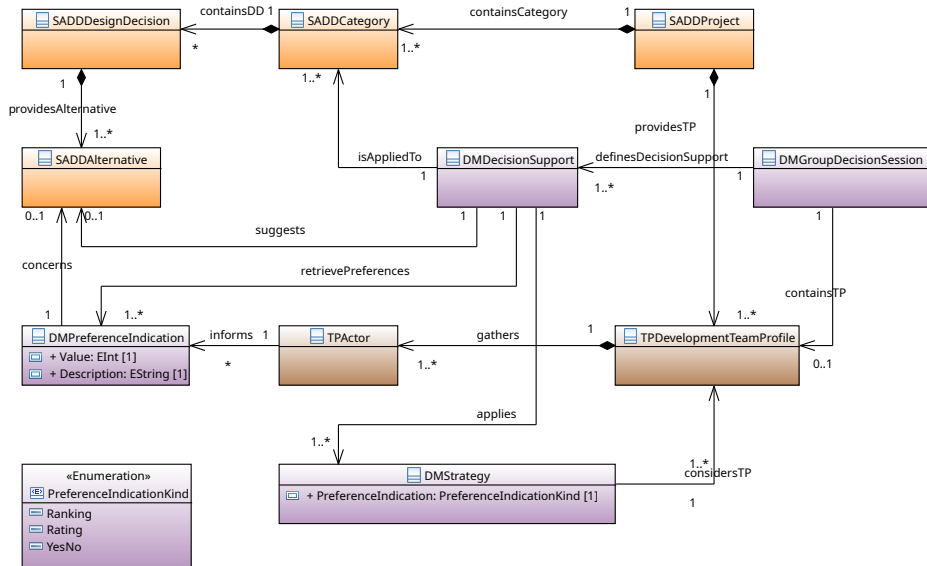 SADDDesignDecision
containsDD
1
*
SADDCategory
containsCategory
1
1..*
SADDProject
1
providesAlternative
1..*
1..*
1
providesTP
SADDAlternative
isAppliedTo
1
DMDecisionSupport
definesDecisionSupport
1..*
1
DMGroupDecisionSession
0..1
0..1
1
1
1
1
suggests
concerns
retrievePreferences
containsTP
1
1..*
1..*
DMPreferenceIndication
informs
1
*
TPActor
gathers
1
1..*
TPDevelopmentTeamProfile
0..1
+ Value: EInt [1]
+ Description: EString [1]
applies
1..*
1..*
considersTP
1
«Enumeration»
<E> PreferenceIndicationKind
Ranking
Rating
YesNo
DMStrategy
+ PreferenceIndication: PreferenceIndicationKind [1]